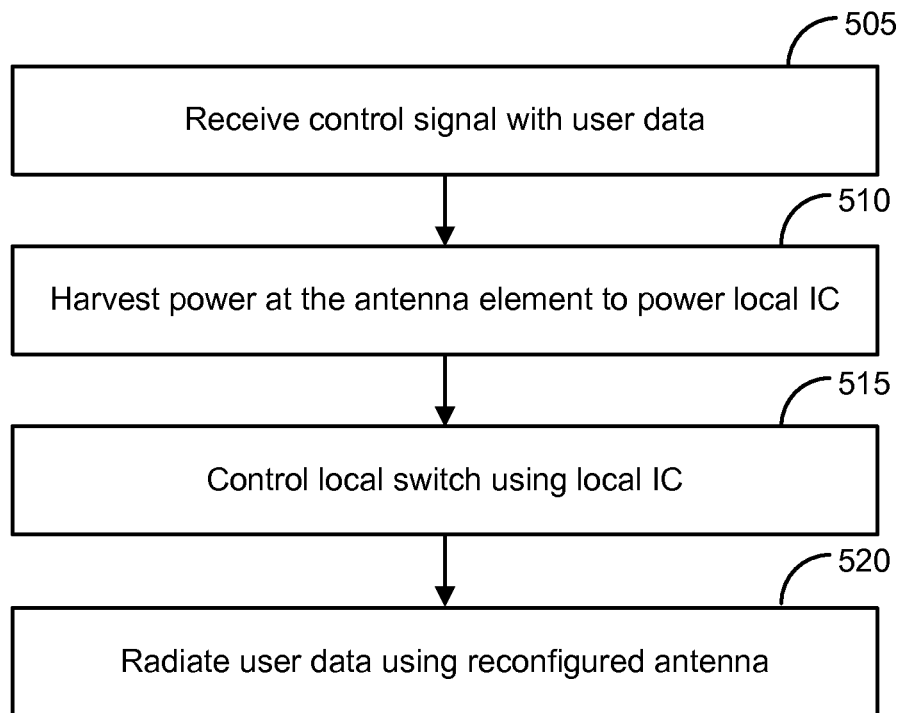 505
Receive control signal with user data
510
Harvest power at the antenna element to power local IC
515
Control local switch using local IC
520
Radiate user data using reconfigured antenna